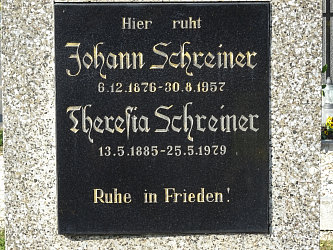 Hier ruht
Johann Schreiner
6.12.1876-30.8.1957
Theresia Schreiner
13.5.1885-25.5.1979
Ruhe in Frieden!